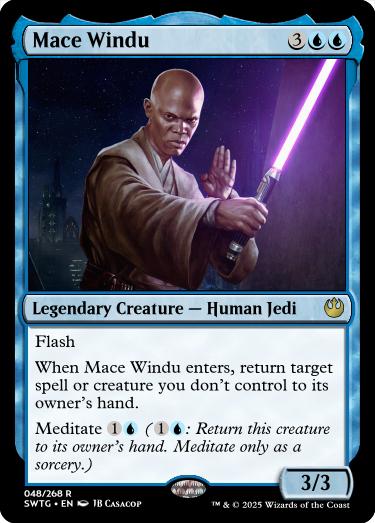 Mace Windu 3
Legendary Creature — Human Jedi
Flash
When Mace Windu enters, return target
spell or creature you don't control to its
owner's hand.
Meditate 1 (1: Return this creature
to its owner's hand. Meditate only as a
sorcery.)
3/3
048/268 R
SWTG • EN JB Casacop
™ & © 2025 Wizards of the Coast